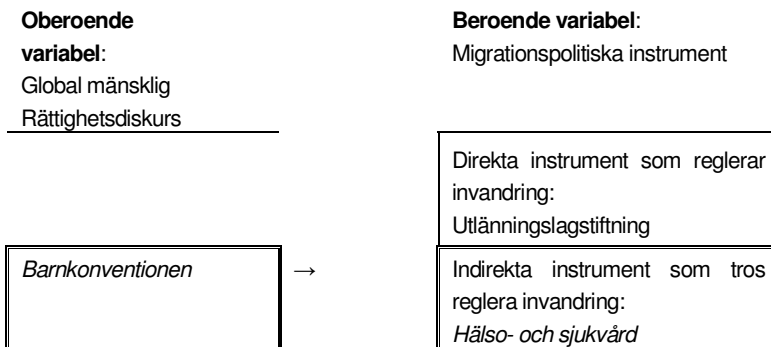 Oberoende
variabel:
Global mänsklig
Rättighetsdiskurs
Beroende variabel:
Migrationspolitiska instrument
Direkta instrument som reglerar
invandring:
Utlänningslagstiftning
Barnkonventionen →
Indirekta instrument som tros
reglera invandring:
Hälso- och sjukvård